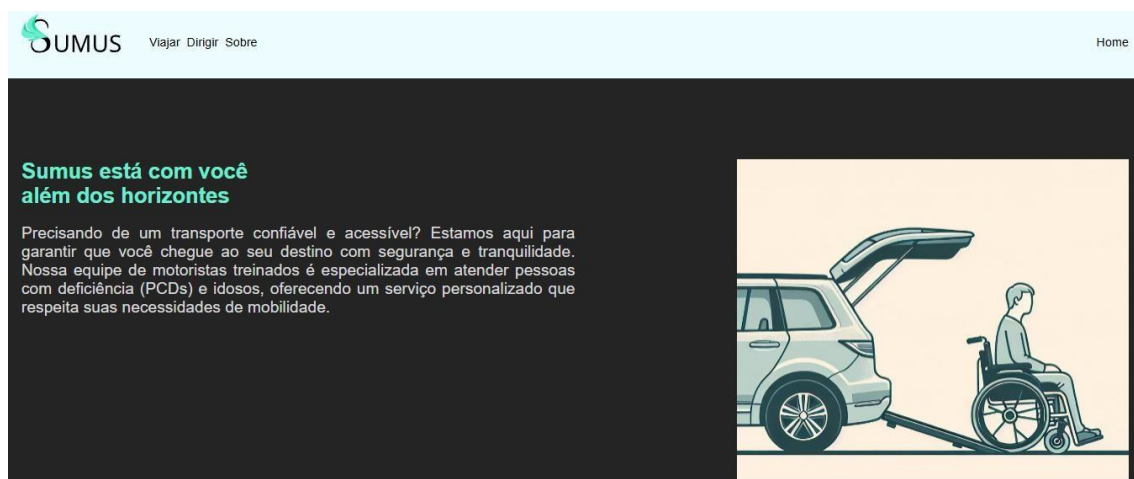 SUMUS
Viajar Dirigir Sobre
Home
Sumus está com você
além dos horizontes
Precisando de um transporte confiável e acessível? Estamos aqui para
garantir que você chegue ao seu destino com segurança e tranquilidade.
Nossa equipe de motoristas treinados é especializada em atender pessoas
com deficiência (PCDs) e idosos, oferecendo um serviço personalizado que
respeita suas necessidades de mobilidade.